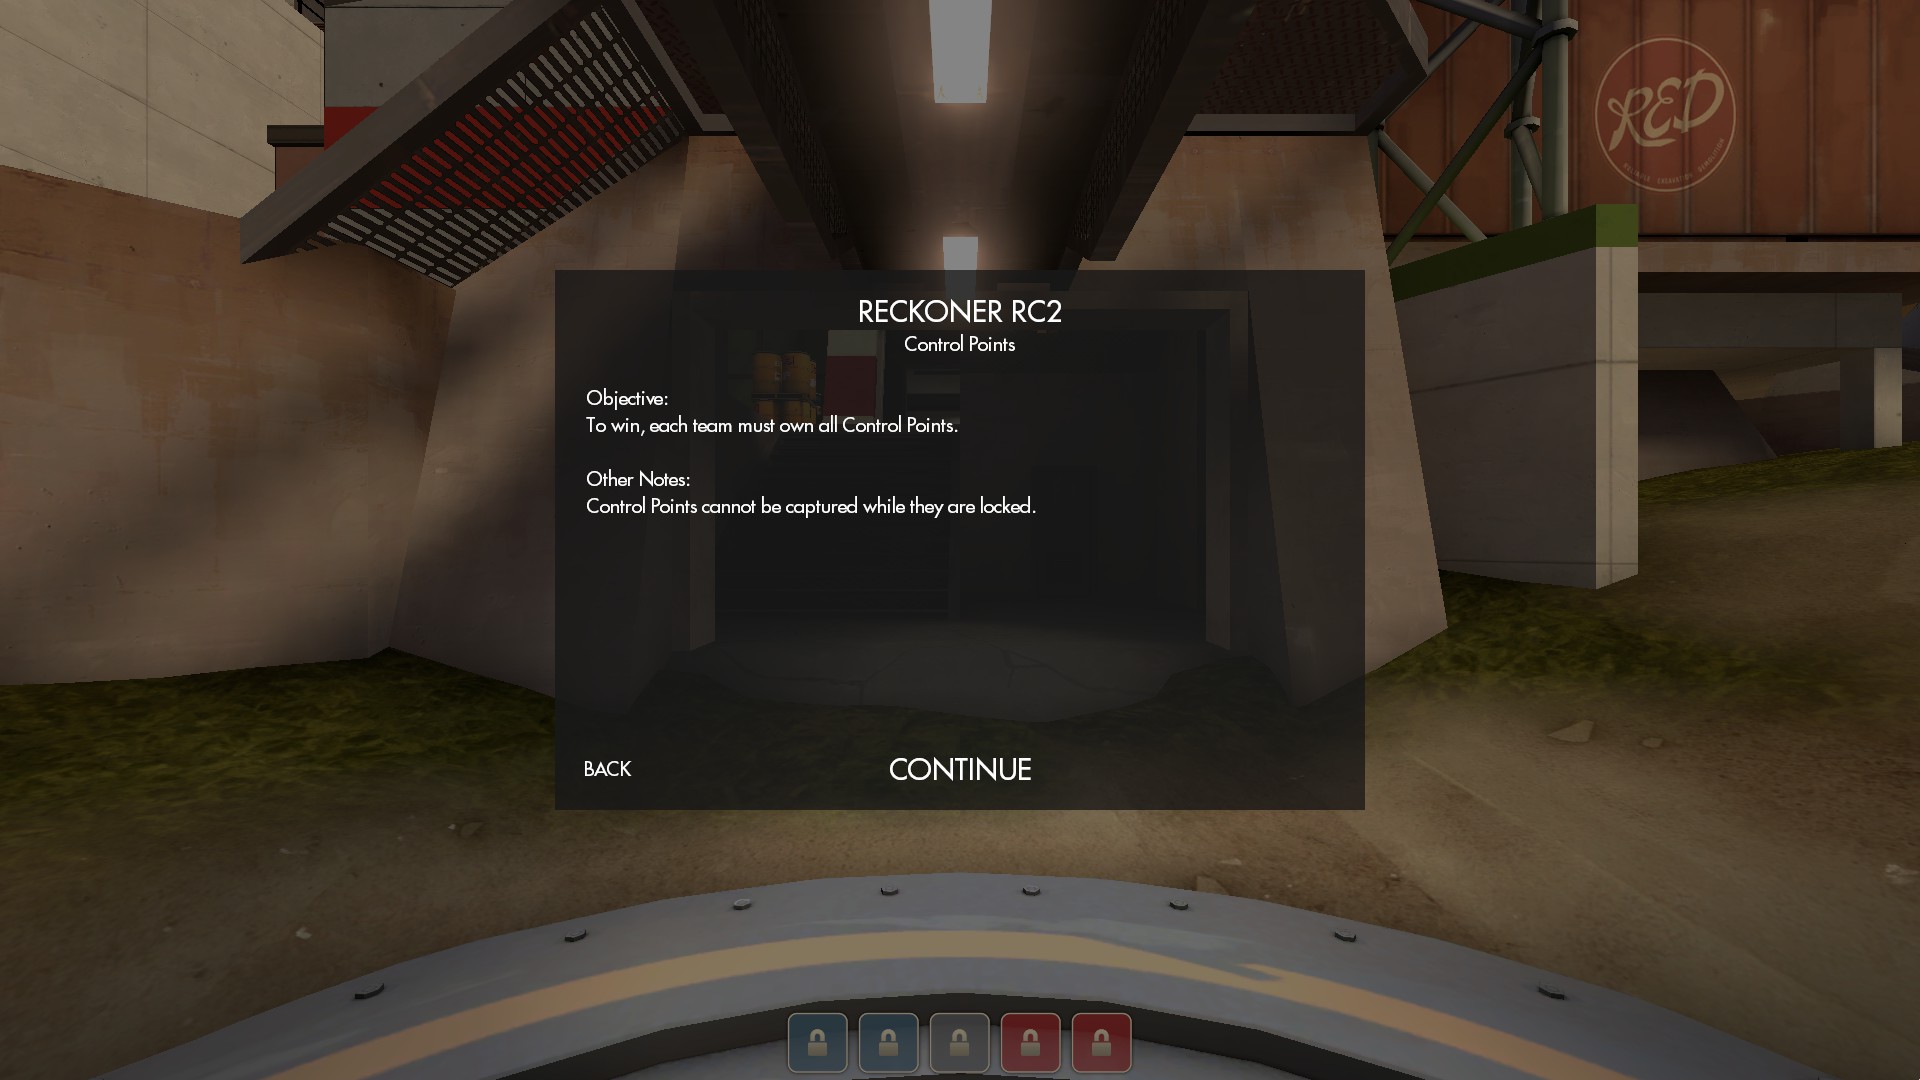 RED
RECKONER RC2
Control Points
Objective:
To win, each team must own all Control Points.
Other Notes:
Control Points cannot be captured while they are locked.
BACK
CONTINUE